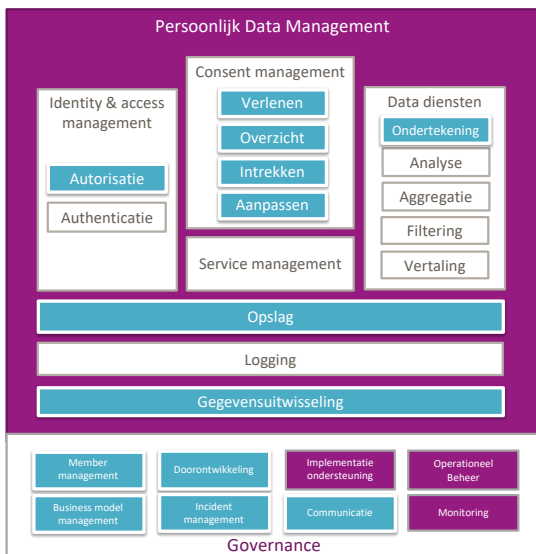 Persoonlijk Data Management
Identity & access
management
Autorisatie
Authenticatie
Consent management
Verlenen
Overzicht
Intrekken
Aanpassen
Service management
Data diensten
Ondertekening
Analyse
Aggregatie
Filtering
Vertaling
Opslag
Logging
Gegevensuitwisseling
Member
management
Doorontwikkeling
Implementatie
ondersteuning
Operationeel
Beheer
Business model
management
Incident
management
Communicatie
Monitoring
Governance